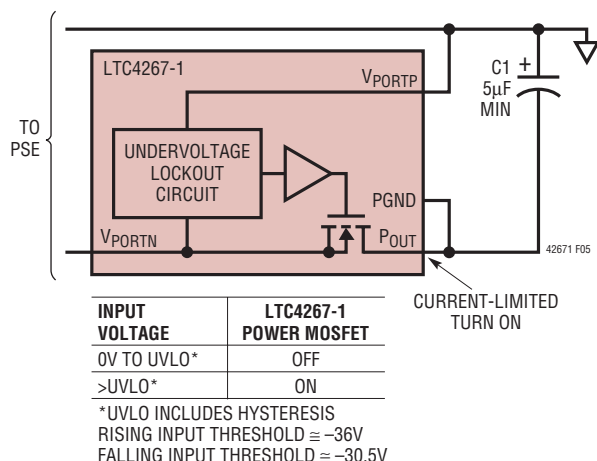 LTC4267-1
VPORTP
C1 +
5μF
MIN
TO
PSE
UNDERVOLTAGE
LOCKOUT
CIRCUIT
PGND
VPORTN
POUT
42671 F05
CURRENT-LIMITED
TURN ON
INPUT VOLTAGE LTC4267-1 POWER MOSFET
0V TO UVLO* OFF
>UVLO* ON
*UVLO INCLUDES HYSTERESIS
RISING INPUT THRESHOLD ≅ –36V
FALLING INPUT THRESHOLD ≅ –30.5V